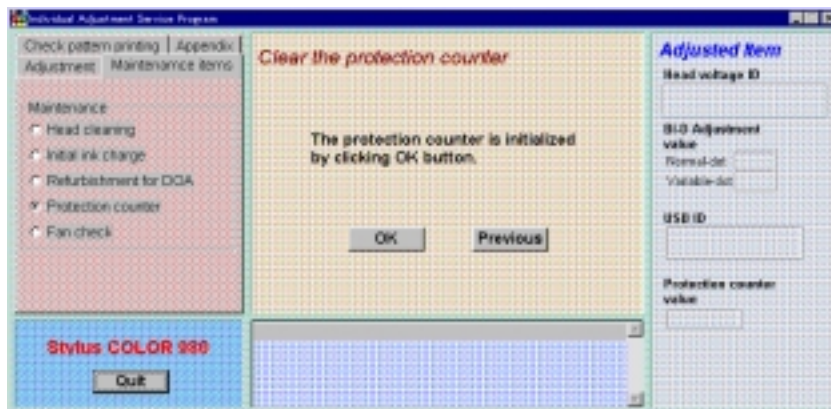 Individual Adjustment Service Program
Check pattern printing
Appendix
Adjustment
Maintenamce items
Maintenance
Head cleaning
Initial ink charge
Refurbishment for DOA
Protection counter
Fan check
Clear the protection counter
The protection counter is initialized
by clicking OK button.
OK
Previous
Stylus COLOR 980
Quit
Adjusted Item
Head voltage ID
Bi-D Adjustment
value
Normal-dot
Variable-dot
USB ID
Protection counter
value